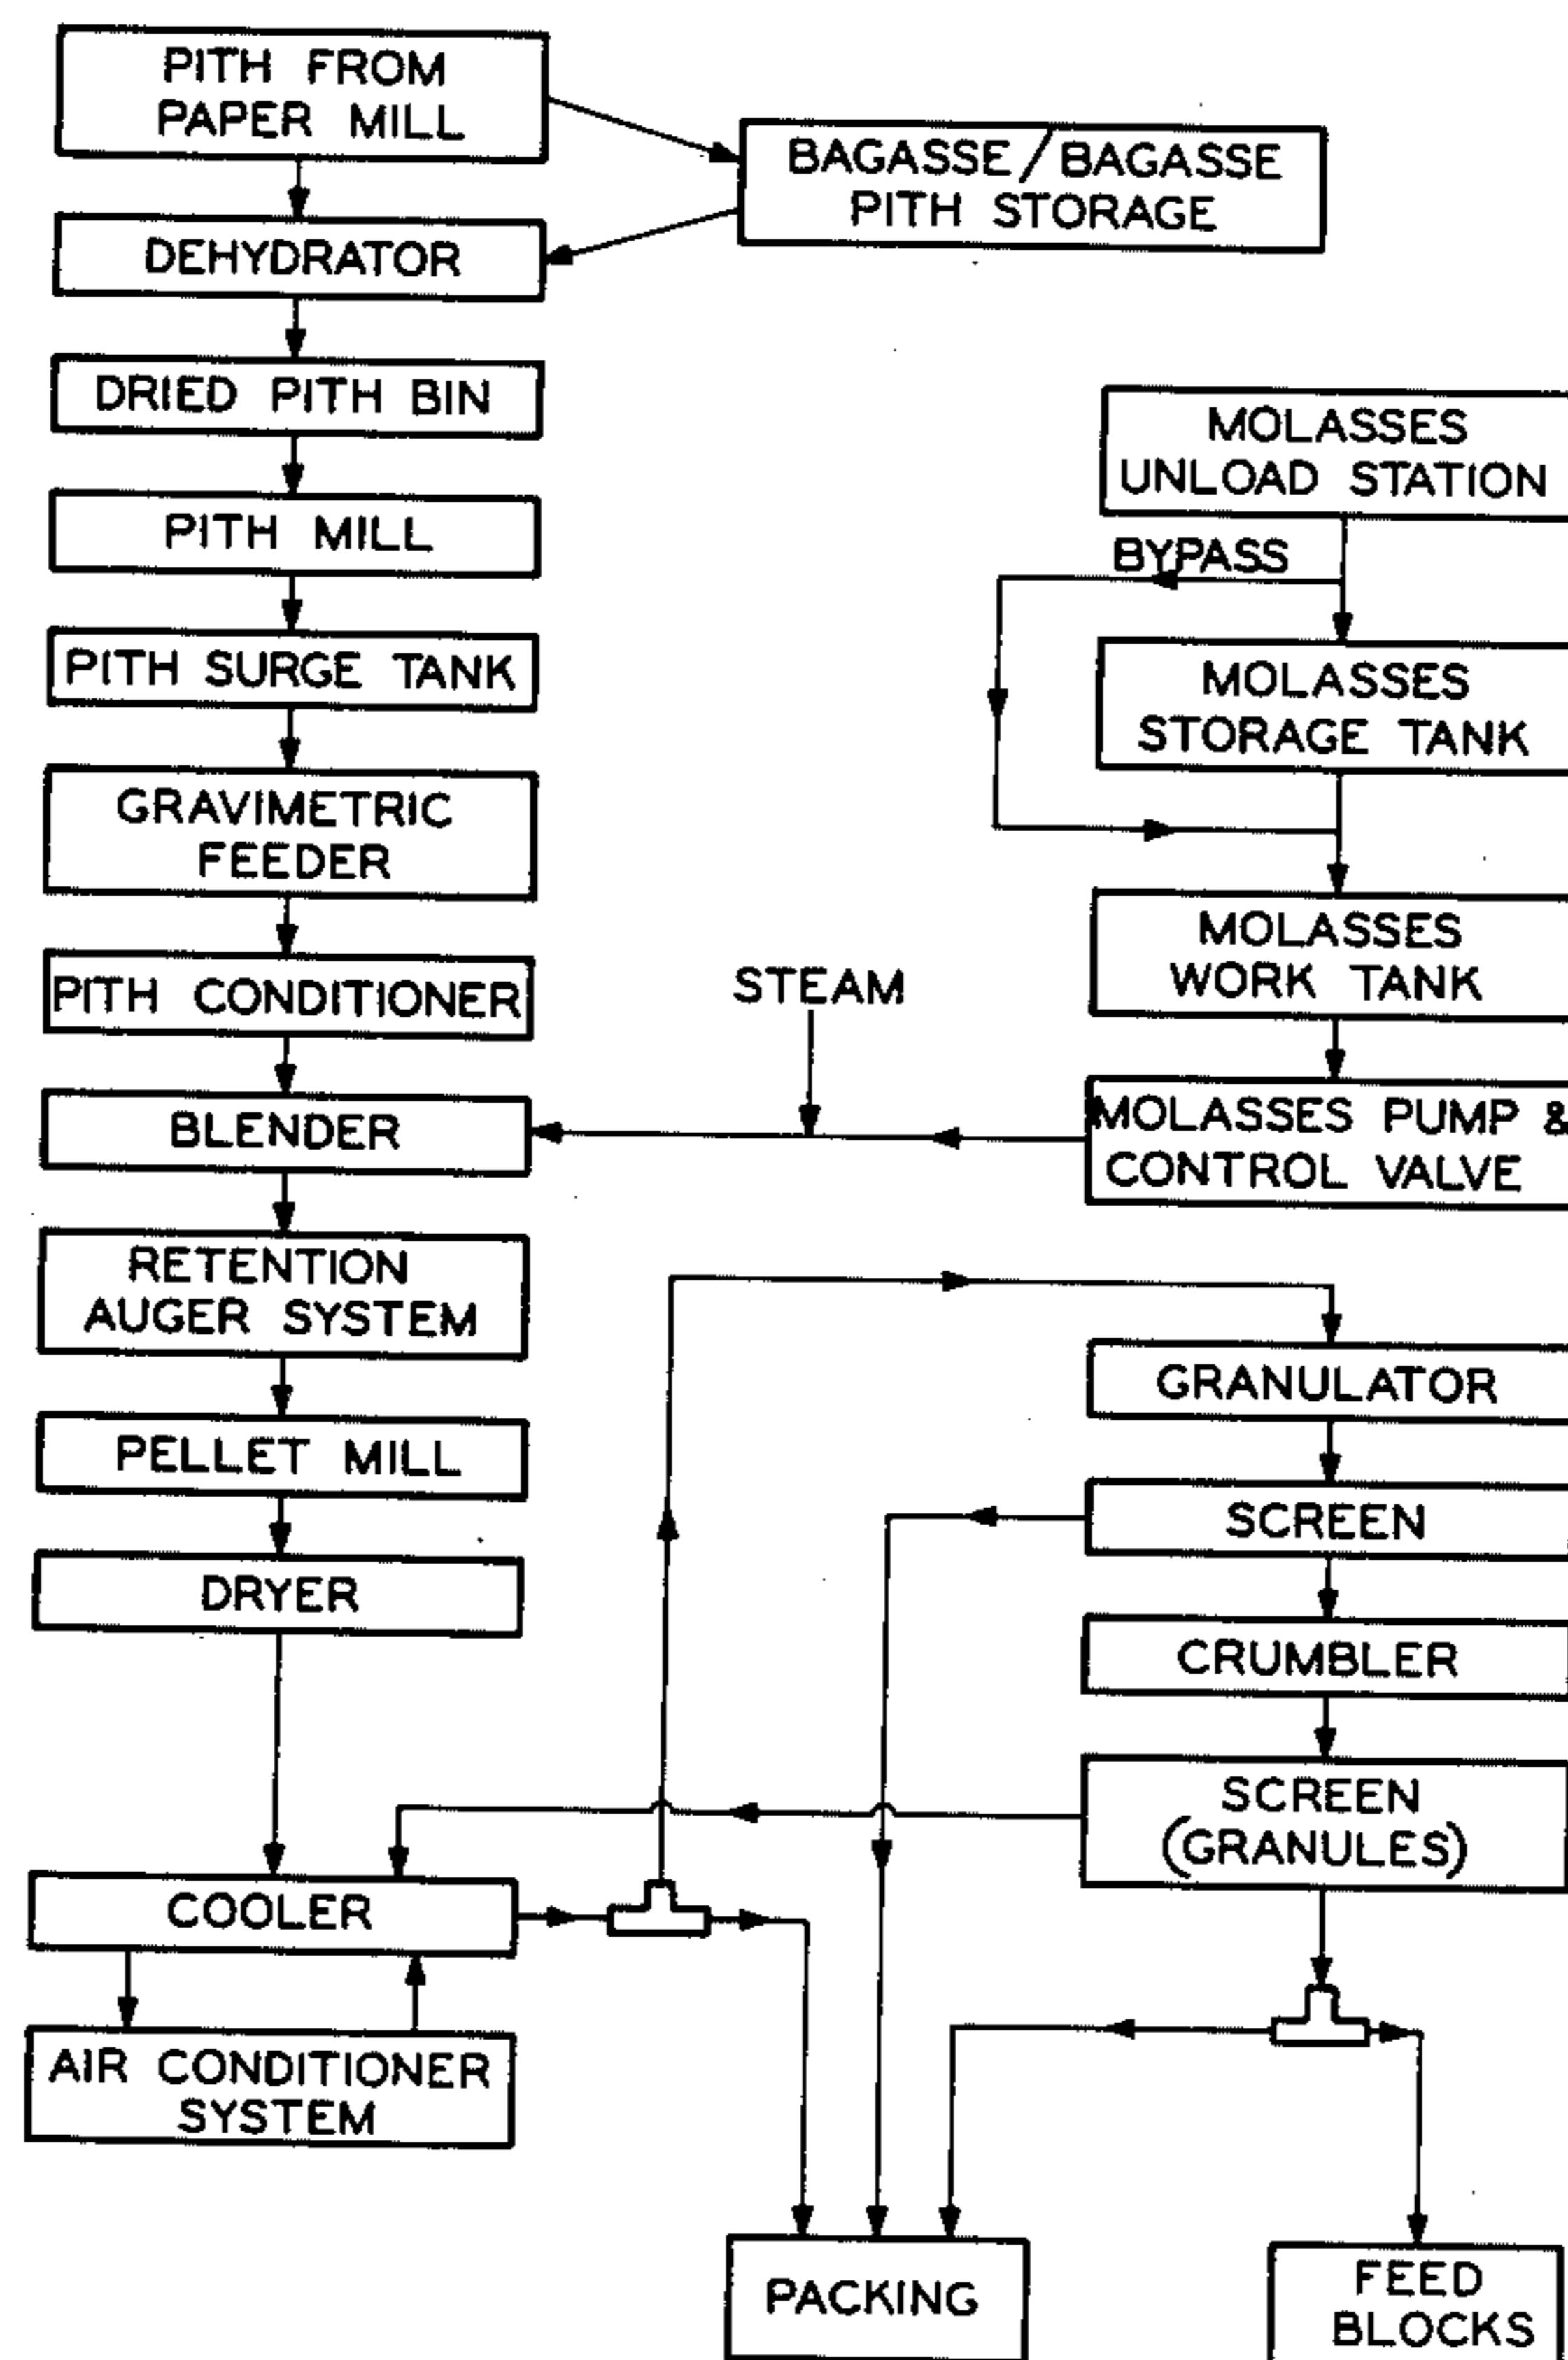 PITH FROM
PAPER MILL
BAGASSE/BAGASSE
PITH STORAGE
DEHYDRATOR
DRIED PITH BIN
PITH MILL
PITH SURGE TANK
GRAVIMETRIC
FEEDER
PITH CONDITIONER
BLENDER
RETENTION
AUGER SYSTEM
PELLET MILL
DRYER
COOLER
AIR CONDITIONER
SYSTEM
STEAM
MOLASSES
UNLOAD STATION
BYPASS
MOLASSES
STORAGE TANK
MOLASSES
WORK TANK
MOLASSES PUMP &
CONTROL VALVE
GRANULATOR
SCREEN
CRUMBLER
SCREEN
(GRANULES)
PACKING
FEED
BLOCKS